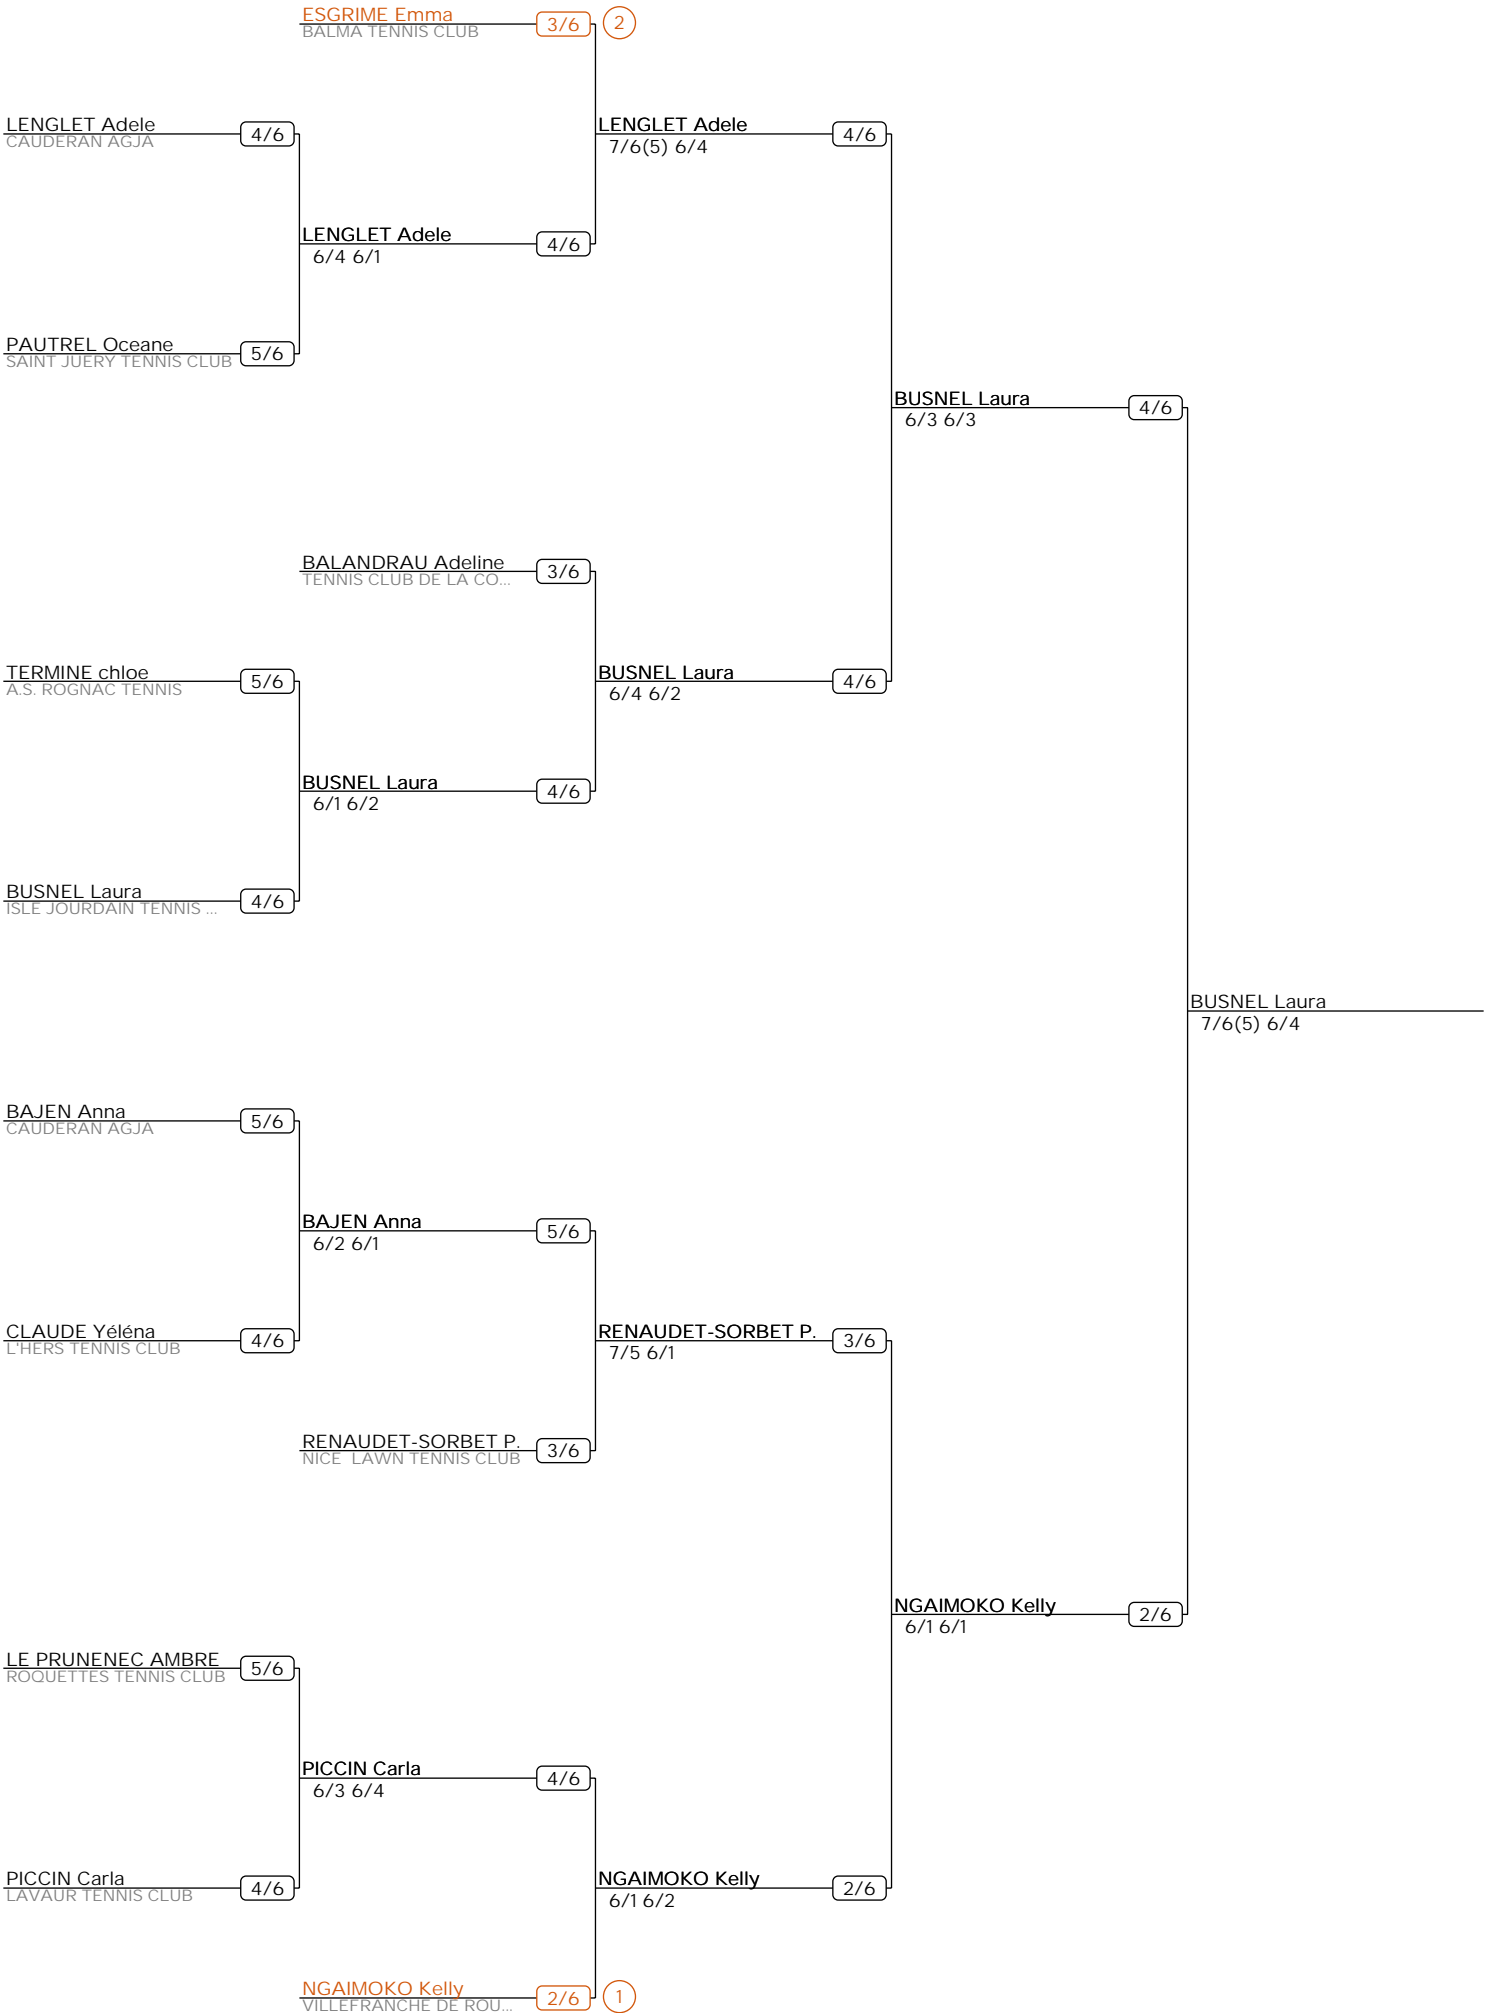 ESGRIME Emma 3/6 2
BALMA TENNIS CLUB
LENGLET Adele 4/6
CAUDERAN AGJA
LENGLET Adele 4/6
7/6(5) 6/4
LENGLET Adele 4/6
6/4 6/1
PAUTREL Oceane 5/6
SAINT JUERY TENNIS CLUB
BUSNEL Laura 4/6
6/3 6/3
BALANDRAU Adeline 3/6
TENNIS CLUB DE LA CO...
TERMINE chloe 5/6
A.S. ROGNAC TENNIS
BUSNEL Laura 4/6
6/4 6/2
BUSNEL Laura 4/6
6/1 6/2
BUSNEL Laura 4/6
ISLE JOURDAIN TENNIS ...
BUSNEL Laura
7/6(5) 6/4
BAJEN Anna 5/6
CAUDERAN AGJA
BAJEN Anna 5/6
6/2 6/1
CLAUDE Yéléna 4/6
L'HERS TENNIS CLUB
RENAUDET-SORBET P. 3/6
7/5 6/1
RENAUDET-SORBET P. 3/6
NICE LAWN TENNIS CLUB
NGAIMOKO Kelly 2/6
6/1 6/1
LE PRUNENEC AMBRE 5/6
ROQUETTES TENNIS CLUB
PICCIN Carla 4/6
6/3 6/4
PICCIN Carla 4/6
LAVAUR TENNIS CLUB
NGAIMOKO Kelly 2/6
6/1 6/2
NGAIMOKO Kelly 2/6 1
VILLEFRANCHE DE ROU...